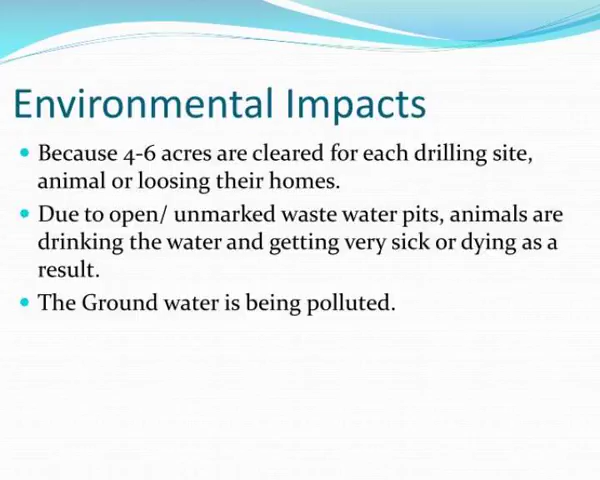 Environmental Impacts
Because 4-6 acres are cleared for each drilling site,
animal or loosing their homes.
Due to open/ unmarked waste water pits, animals are
drinking the water and getting very sick or dying as a
result.
The Ground water is being polluted.